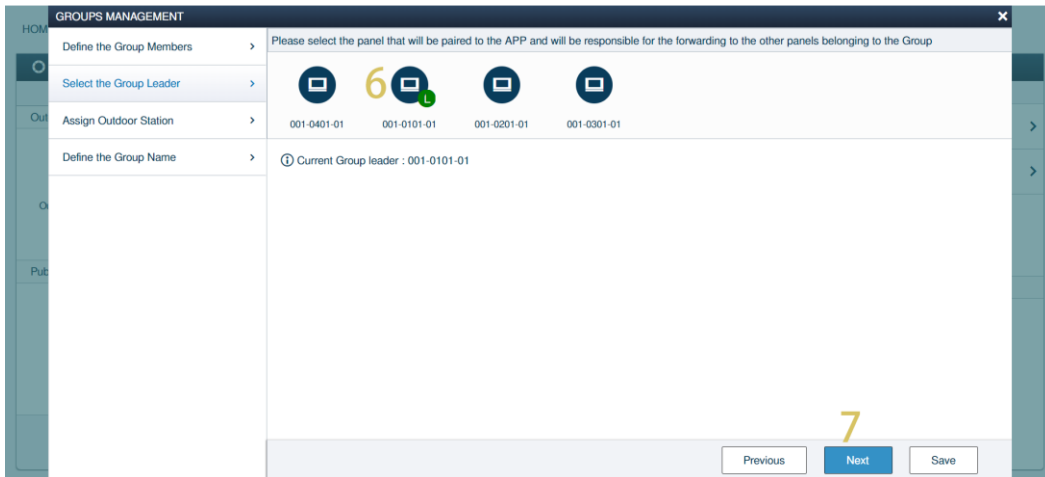 GROUPS MANAGEMENT ×
HOM
Define the Group Members >
Please select the panel that will be paired to the APP and will be responsible for the forwarding to the other panels belonging to the Group
Select the Group Leader >
6
L
Out
Assign Outdoor Station >
001-0401-01 001-0101-01 001-0201-01 001-0301-01
Define the Group Name >
Current Group leader : 001-0101-01
Pub
7
Previous Next Save